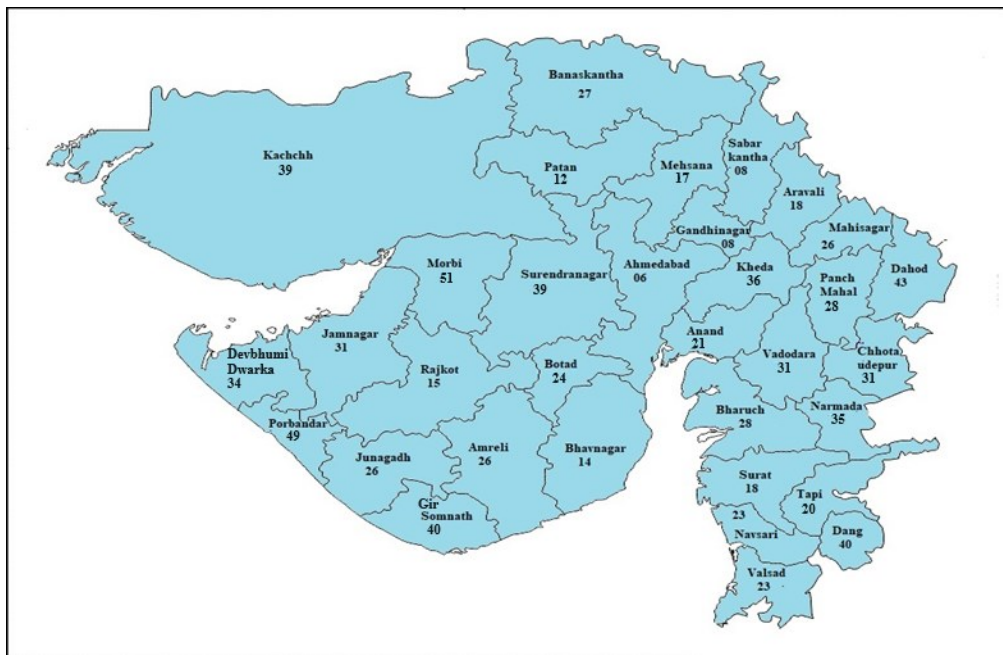 Banaskantha
27
Kachchh
39
Patan
12
Mehsana
17
Sabar
kantha
08
Aravali
18
Gandhinagar
08
Mahisagar
26
Morbi
51
Surendranagar
39
Ahmedabad
06
Kheda
36
Panch
Mahal
28
Dahod
43
Jamnagar
31
Devbhumi
Dwarka
34
Rajkot
15
Botad
24
Anand
21
Vadodara
31
Chhota
udepur
31
Porbandar
49
Junagadh
26
Amreli
26
Bhavnagar
14
Bharuch
28
Narmada
35
Gir
Somnath
40
Surat
18
Tapi
20
23
Navsari
Dang
40
Valsad
23